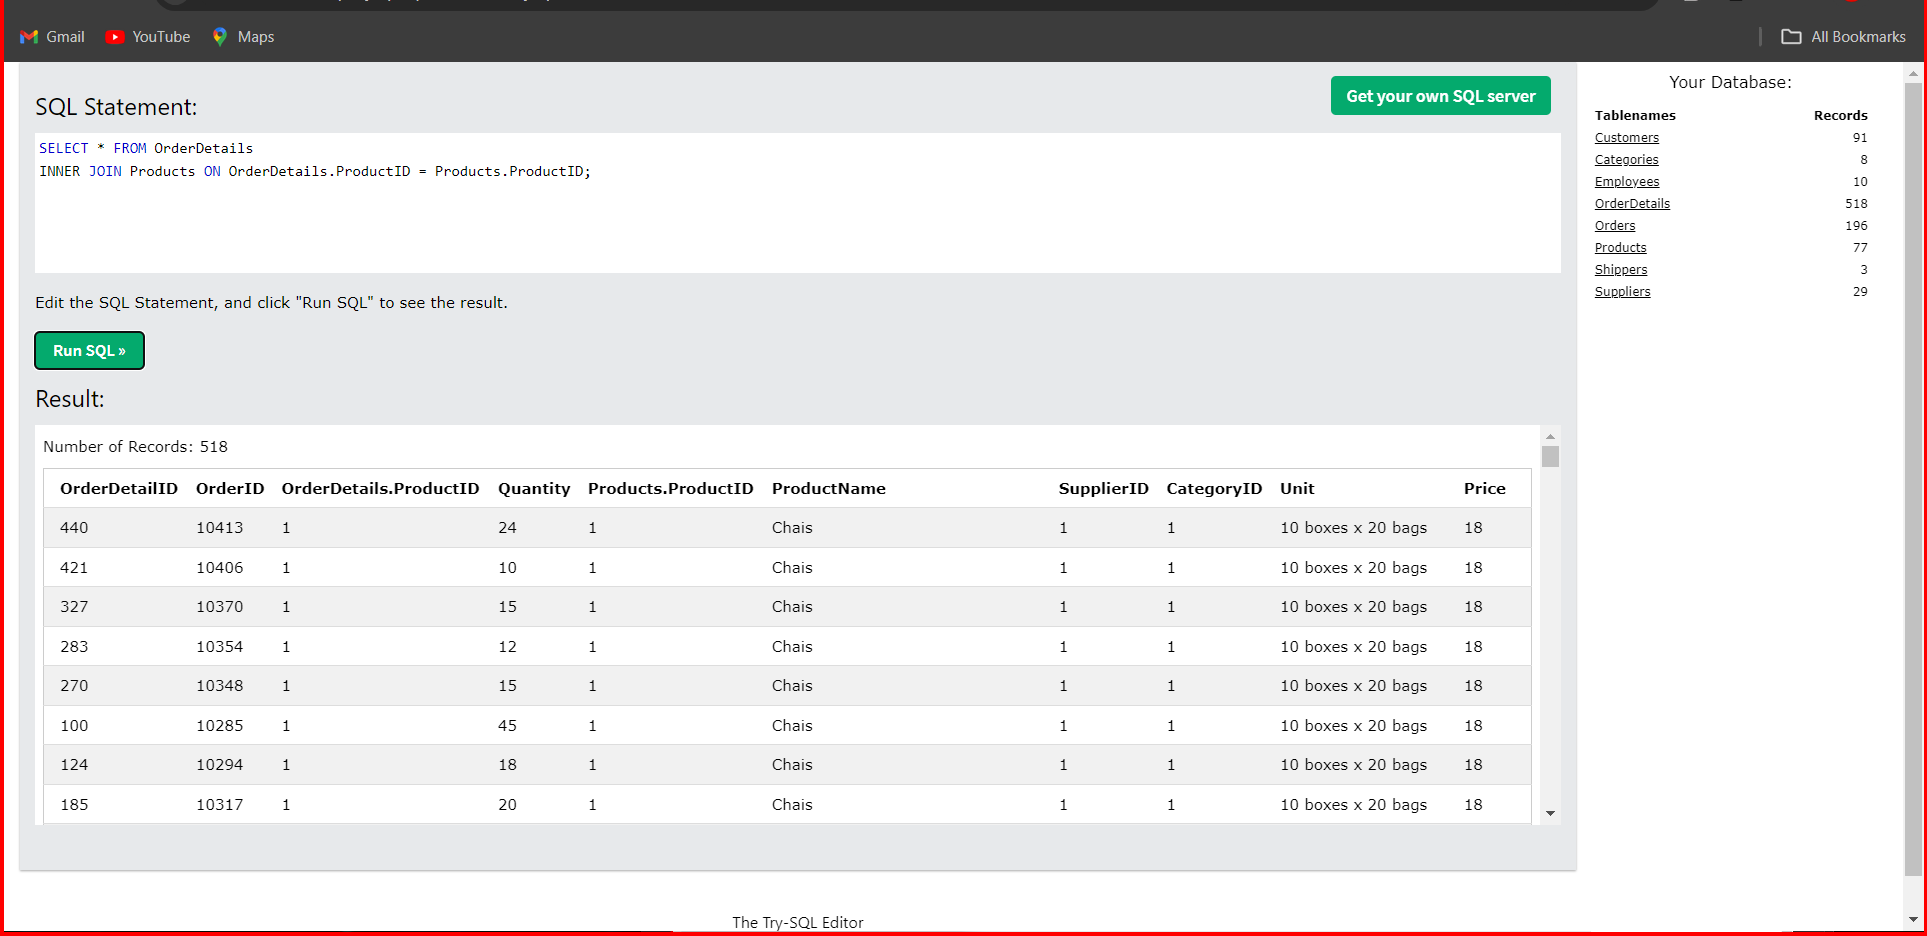 Gmail YouTube Maps All Bookmarks
SQL Statement:
Get your own SQL server
SELECT * FROM OrderDetails
INNER JOIN Products ON OrderDetails.ProductID = Products.ProductID;
Edit the SQL Statement, and click "Run SQL" to see the result.
Run SQL »
Result:
Number of Records: 518
OrderDetailID OrderID OrderDetails.ProductID Quantity Products.ProductID ProductName SupplierID CategoryID Unit Price
440 10413 1 24 1 Chais 1 1 10 boxes x 20 bags 18
421 10406 1 10 1 Chais 1 1 10 boxes x 20 bags 18
327 10370 1 15 1 Chais 1 1 10 boxes x 20 bags 18
283 10354 1 12 1 Chais 1 1 10 boxes x 20 bags 18
270 10348 1 15 1 Chais 1 1 10 boxes x 20 bags 18
100 10285 1 45 1 Chais 1 1 10 boxes x 20 bags 18
124 10294 1 18 1 Chais 1 1 10 boxes x 20 bags 18
185 10317 1 20 1 Chais 1 1 10 boxes x 20 bags 18
Your Database:
Tablenames Records
Customers 91
Categories 8
Employees 10
OrderDetails 518
Orders 196
Products 77
Shippers 3
Suppliers 29
The Try-SQL Editor